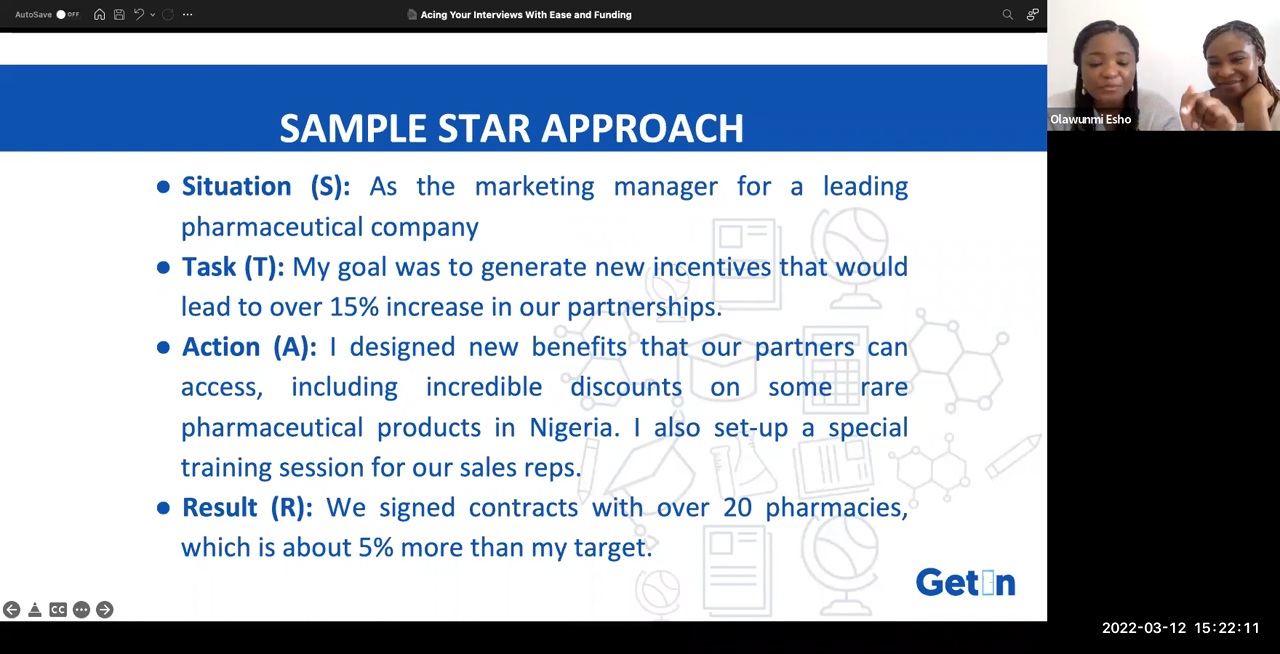 AutoSave OFF
Acing Your Interviews With Ease and Funding
Olawunmi Esho
SAMPLE STAR APPROACH
● Situation (S): As the marketing manager for a leading
pharmaceutical company
● Task (T): My goal was to generate new incentives that would
lead to over 15% increase in our partnerships.
● Action (A): I designed new benefits that our partners can
access, including incredible discounts on some rare
pharmaceutical products in Nigeria. I also set-up a special
training session for our sales reps.
● Result (R): We signed contracts with over 20 pharmacies,
which is about 5% more than my target.
GetIn
CC
2022-03-12 15:22:11